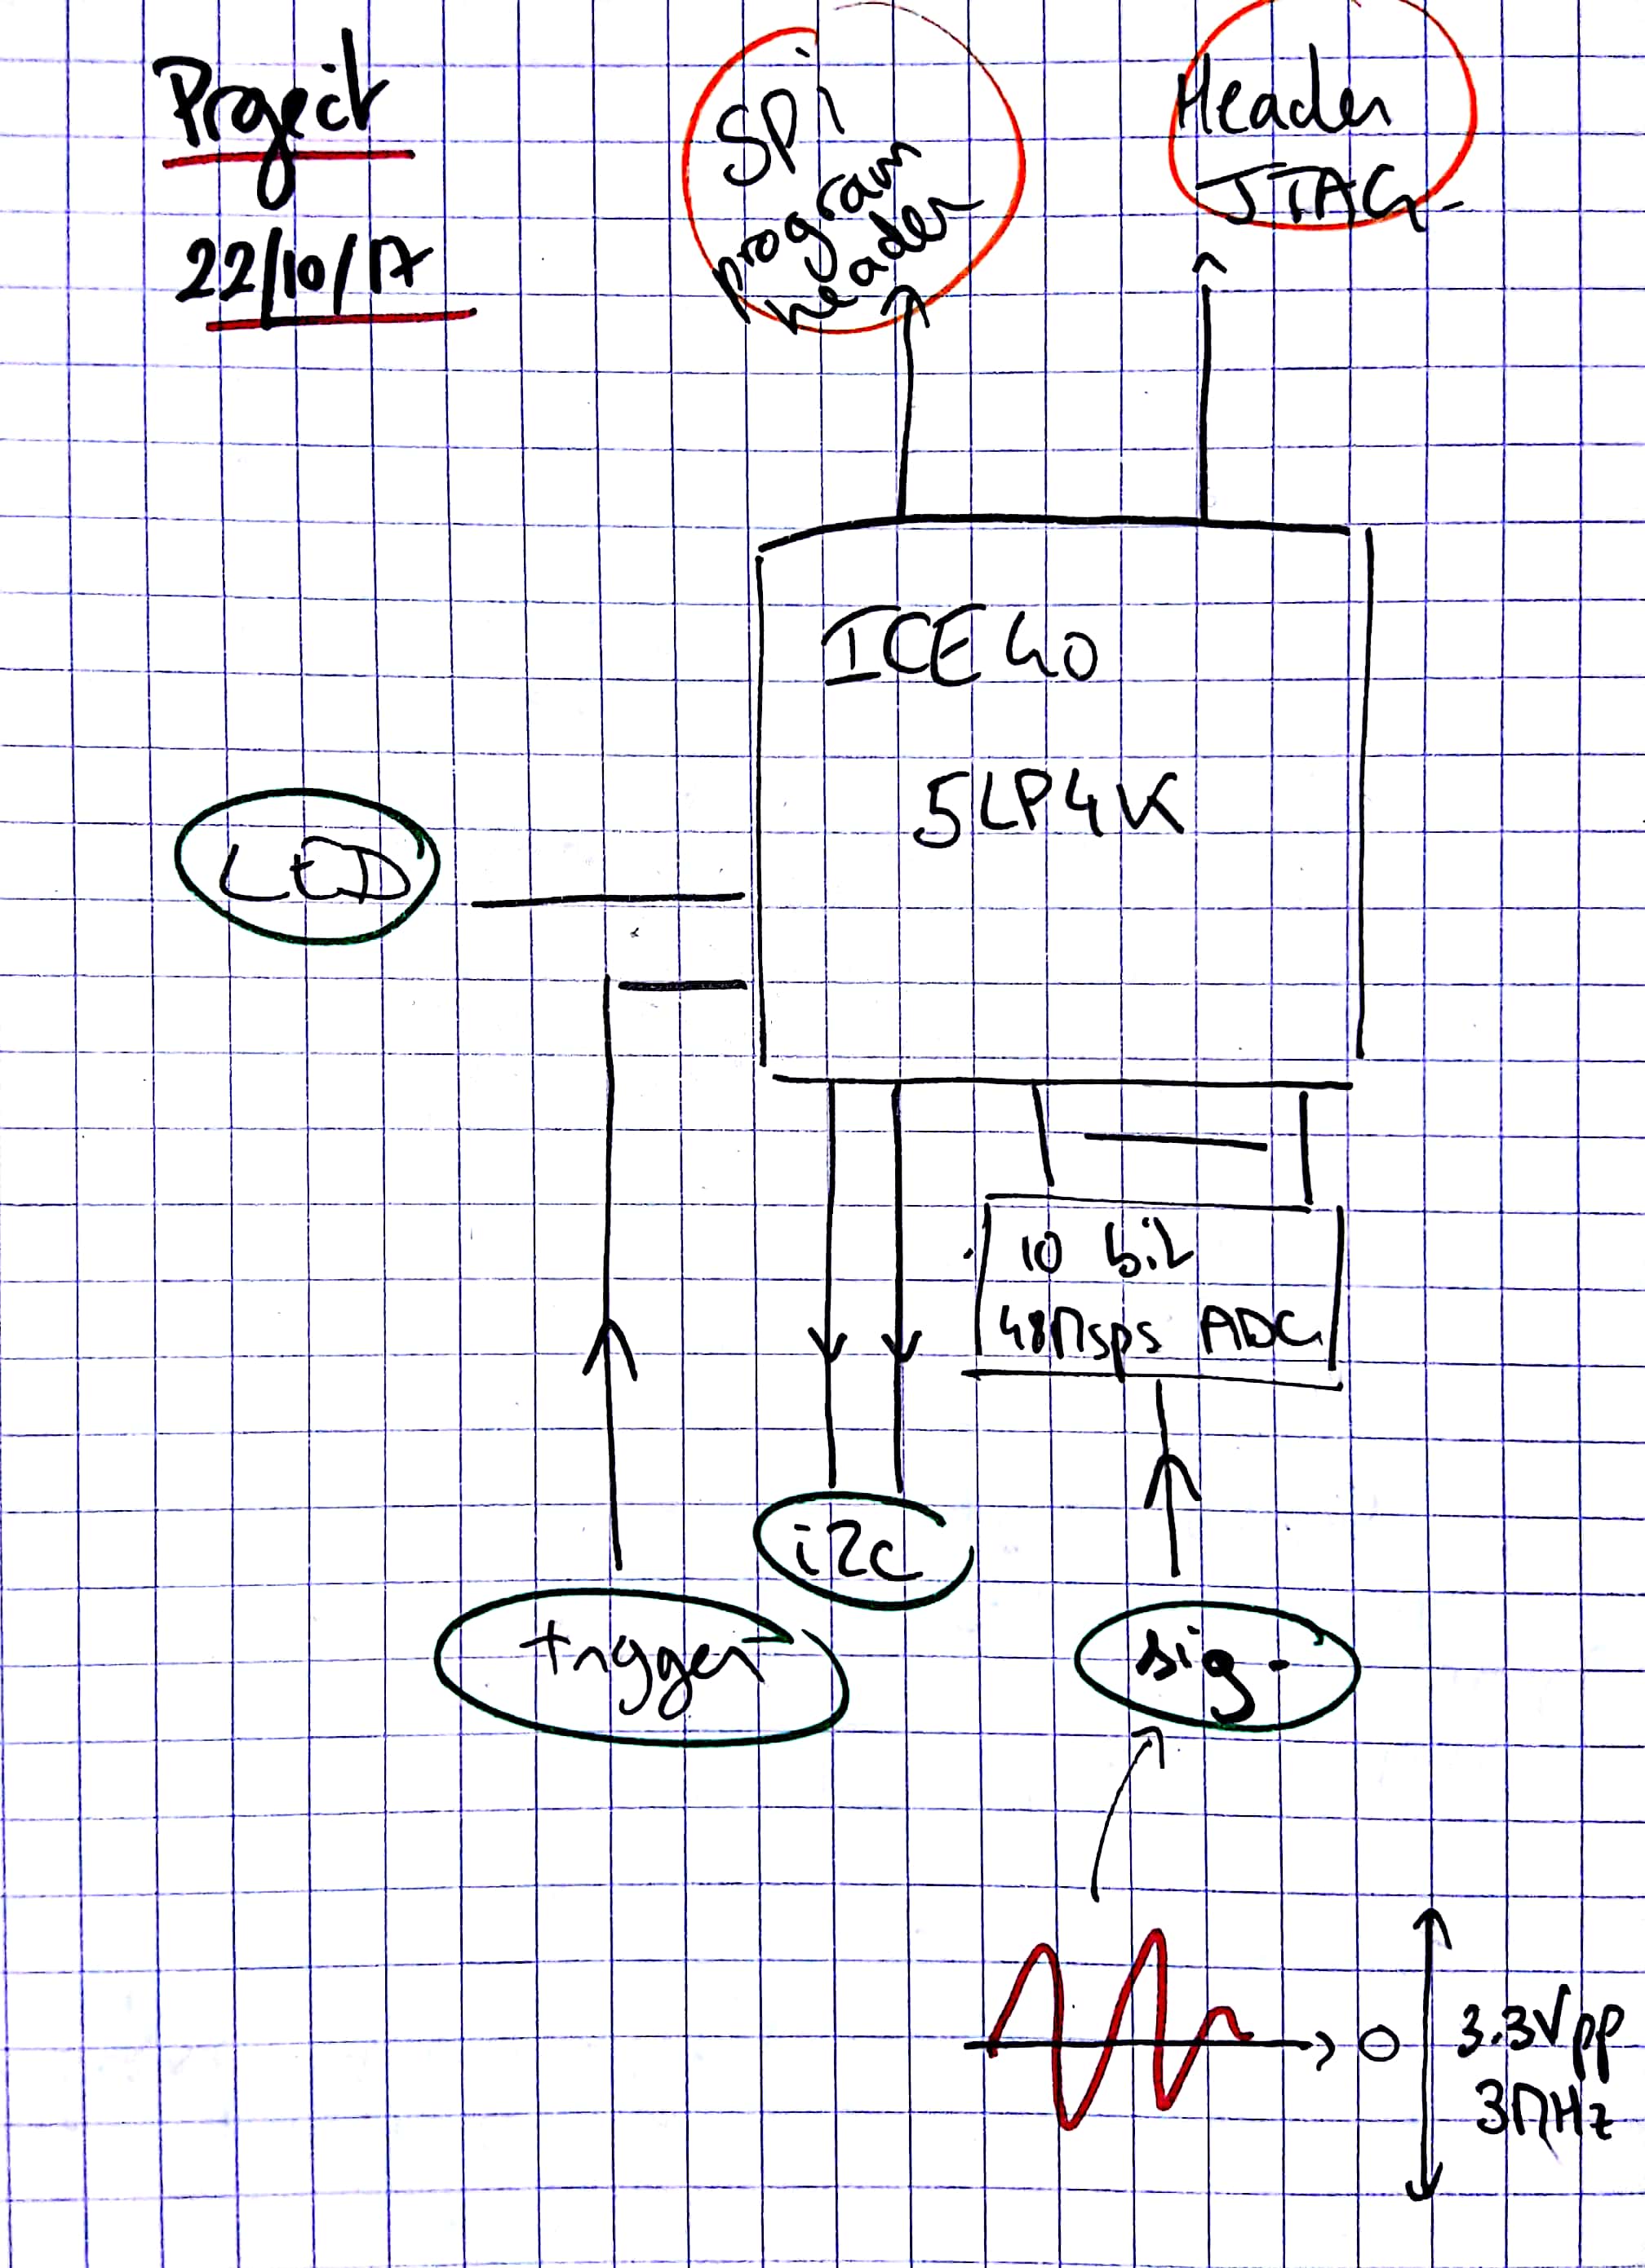 Project
22/10/17
SPi
program
header
Header
JTAG
ICE40
5LP4K
LED
10 bit
48Msps ADC
i2c
trigger
sig-
0
3.3Vpp
3MHz